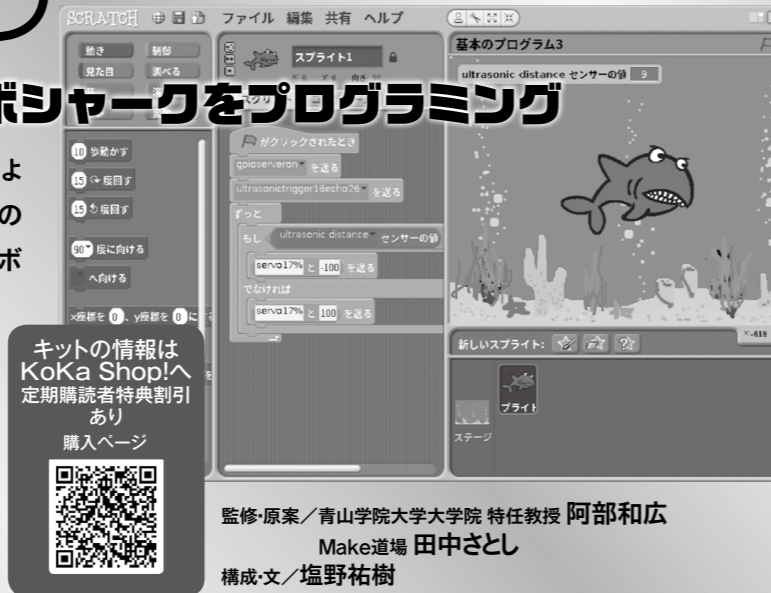 ボシャークをプログラミング
よ
の
ボ
SCRATCH ファイル 編集 共有 ヘルプ
動き 制御
見た目 調べる
10 歩動かす
15 度回す
15 度回す
90 度に向ける
へ向ける
x座標を 0 、y座標を 0 に
スプライト1
がクリックされたとき
gpioserveron を送る
ultrasonictrigger16echo26 を送る
ずっと
もし ultrasonic distance センサーの値
servo17% と -100 を送る
でなければ
servo17% と 100 を送る
基本のプログラム3
ultrasonic distance センサーの値 9
新しいスプライト:
ステージ
プライト
キットの情報は
KoKa Shop!へ
定期購読者特典割引
あり
購入ページ
監修・原案／青山学院大学大学院 特任教授 阿部和広
Make道場 田中さとし
構成・文／塩野祐樹